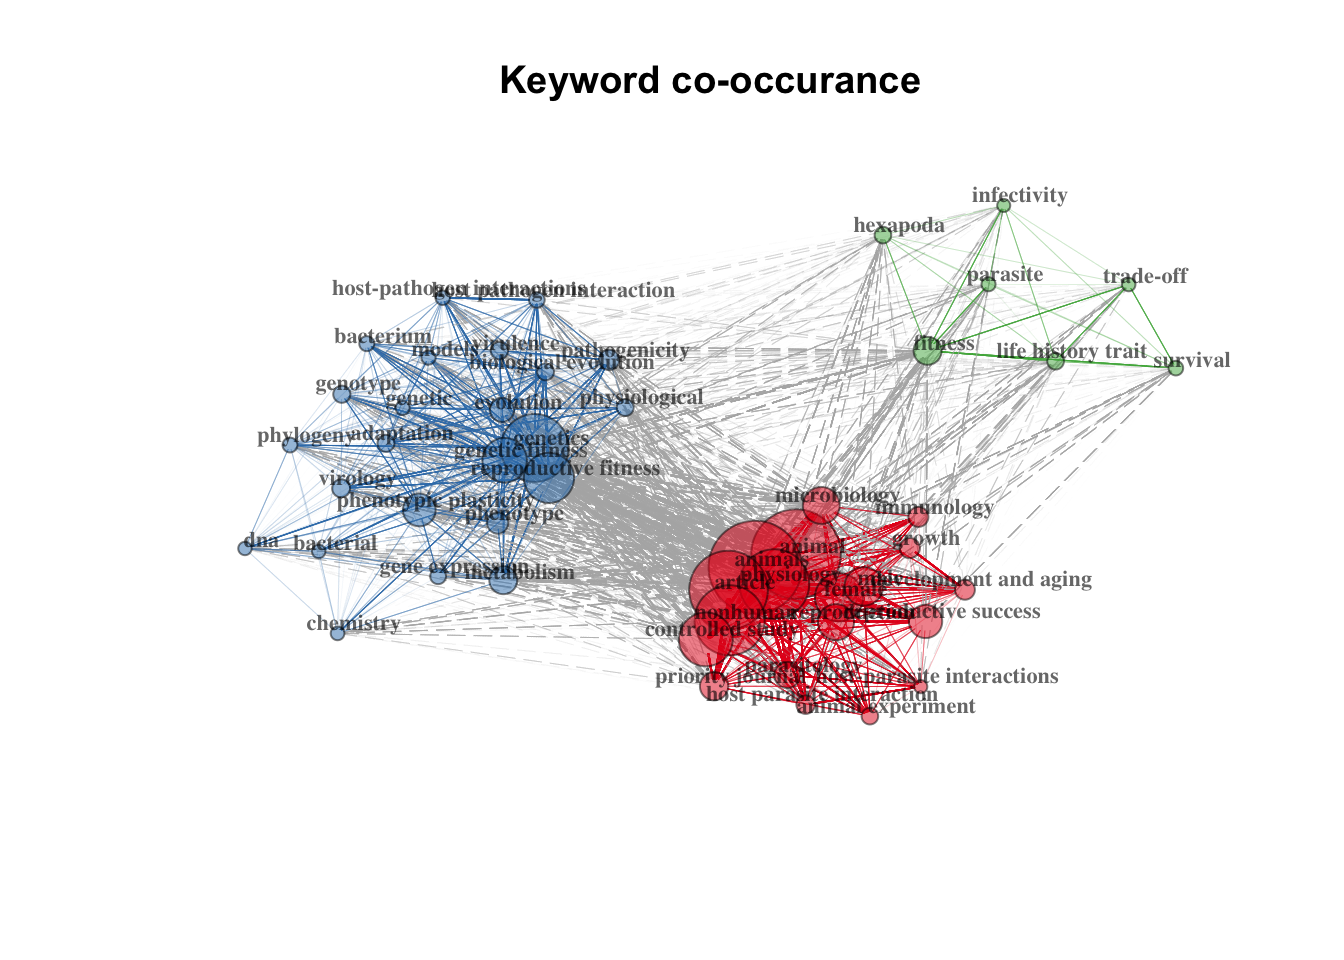 Keyword co-occurance
infectivity
hexapoda
parasite
trade-off
host-pathogen interactions
host pathogen interaction
bacterium
virulence
models
pathogenicity
biological evolution
fitness
life history trait
survival
genotype
genetic
evolution
physiological
phylogeny
adaptation
genetics
genetic fitness
reproductive fitness
virology
phenotypic plasticity
phenotype
microbiology
immunology
dna
bacterial
growth
animal
animals
gene expression
metabolism
physiology
article
female
development and aging
nonhuman
reproduction
reproductive success
chemistry
controlled study
parasitology
priority journal
host-parasite interactions
host parasite interaction
animal experiment